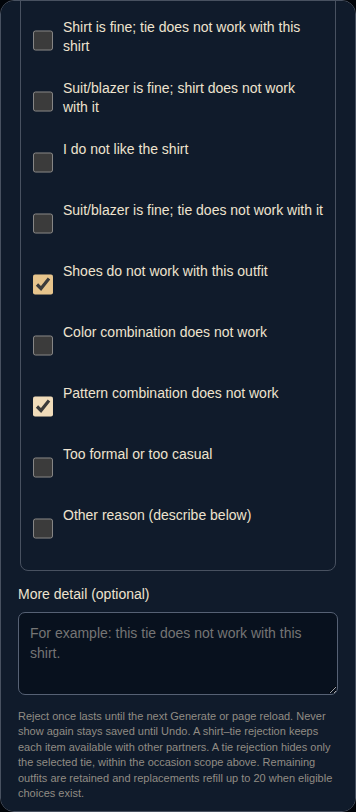 Shirt is fine; tie does not work with this
shirt
Suit/blazer is fine; shirt does not work
with it
I do not like the shirt
Suit/blazer is fine; tie does not work with it
Shoes do not work with this outfit
Color combination does not work
Pattern combination does not work
Too formal or too casual
Other reason (describe below)
More detail (optional)
For example: this tie does not work with this
shirt.
Reject once lasts until the next Generate or page reload. Never
show again stays saved until Undo. A shirt–tie rejection keeps
each item available with other partners. A tie rejection hides only
the selected tie, within the occasion scope above. Remaining
outfits are retained and replacements refill up to 20 when eligible
choices exist.